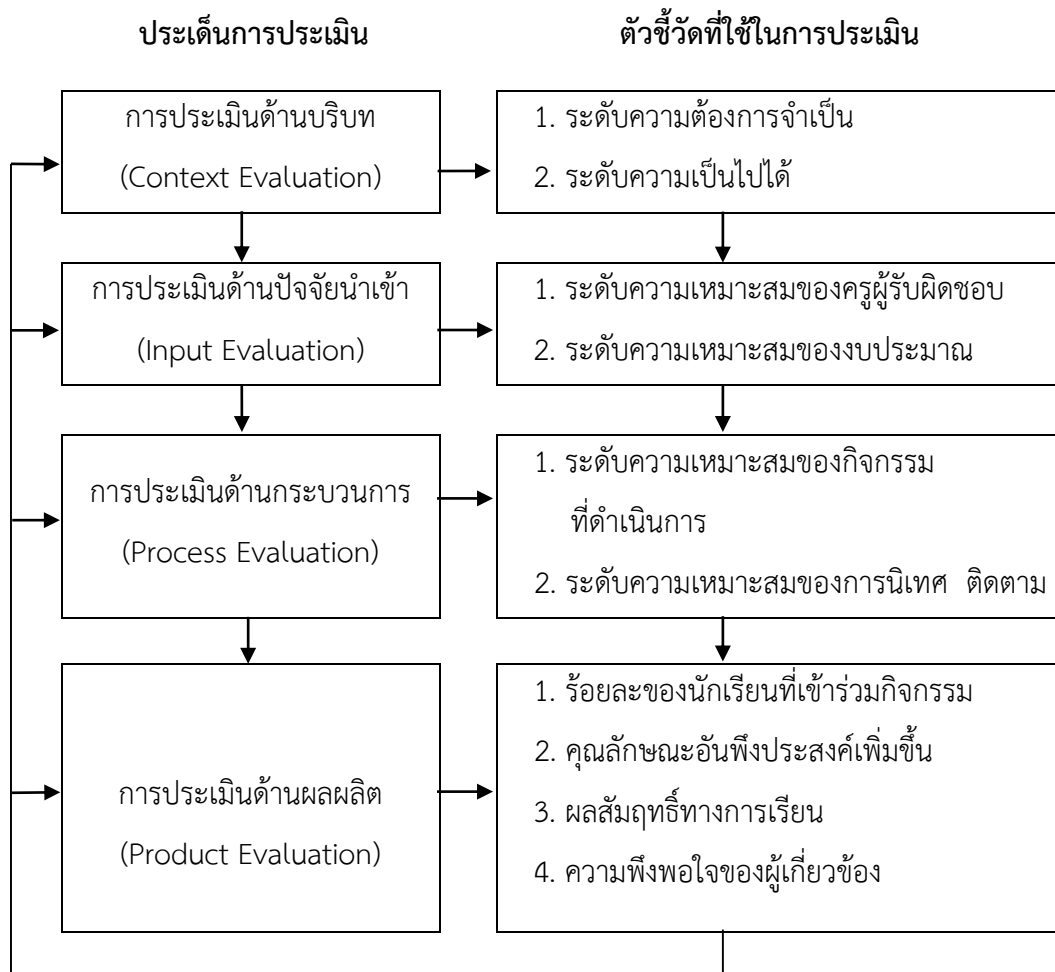 ประเด็นการประเมิน
ตัวชี้วัดที่ใช้ในการประเมิน
การประเมินด้านบริบท
(Context Evaluation)
1. ระดับความต้องการจำเป็น
2. ระดับความเป็นไปได้
การประเมินด้านปัจจัยนำเข้า
(Input Evaluation)
1. ระดับความเหมาะสมของครูผู้รับผิดชอบ
2. ระดับความเหมาะสมของงบประมาณ
การประเมินด้านกระบวนการ
(Process Evaluation)
1. ระดับความเหมาะสมของกิจกรรม
ที่ดำเนินการ
2. ระดับความเหมาะสมของการนิเทศ ติดตาม
การประเมินด้านผลผลิต
(Product Evaluation)
1. ร้อยละของนักเรียนที่เข้าร่วมกิจกรรม
2. คุณลักษณะอันพึงประสงค์เพิ่มขึ้น
3. ผลสัมฤทธิ์ทางการเรียน
4. ความพึงพอใจของผู้เกี่ยวข้อง